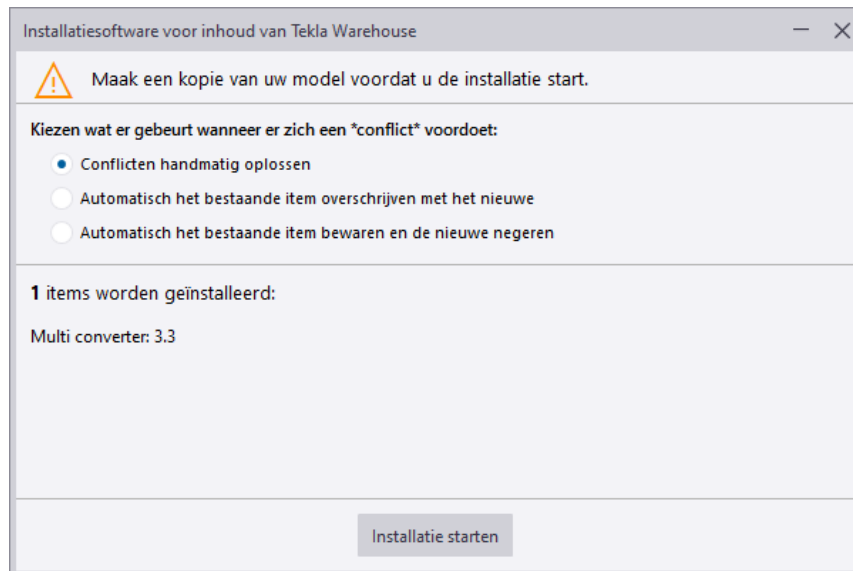 Installatiesoftware voor inhoud van Tekla Warehouse
Maak een kopie van uw model voordat u de installatie start.
Kiezen wat er gebeurt wanneer er zich een *conflict* voordoet:
Conflicten handmatig oplossen
Automatisch het bestaande item overschrijven met het nieuwe
Automatisch het bestaande item bewaren en de nieuwe negeren
1 items worden geïnstalleerd:
Multi converter: 3.3
Installatie starten